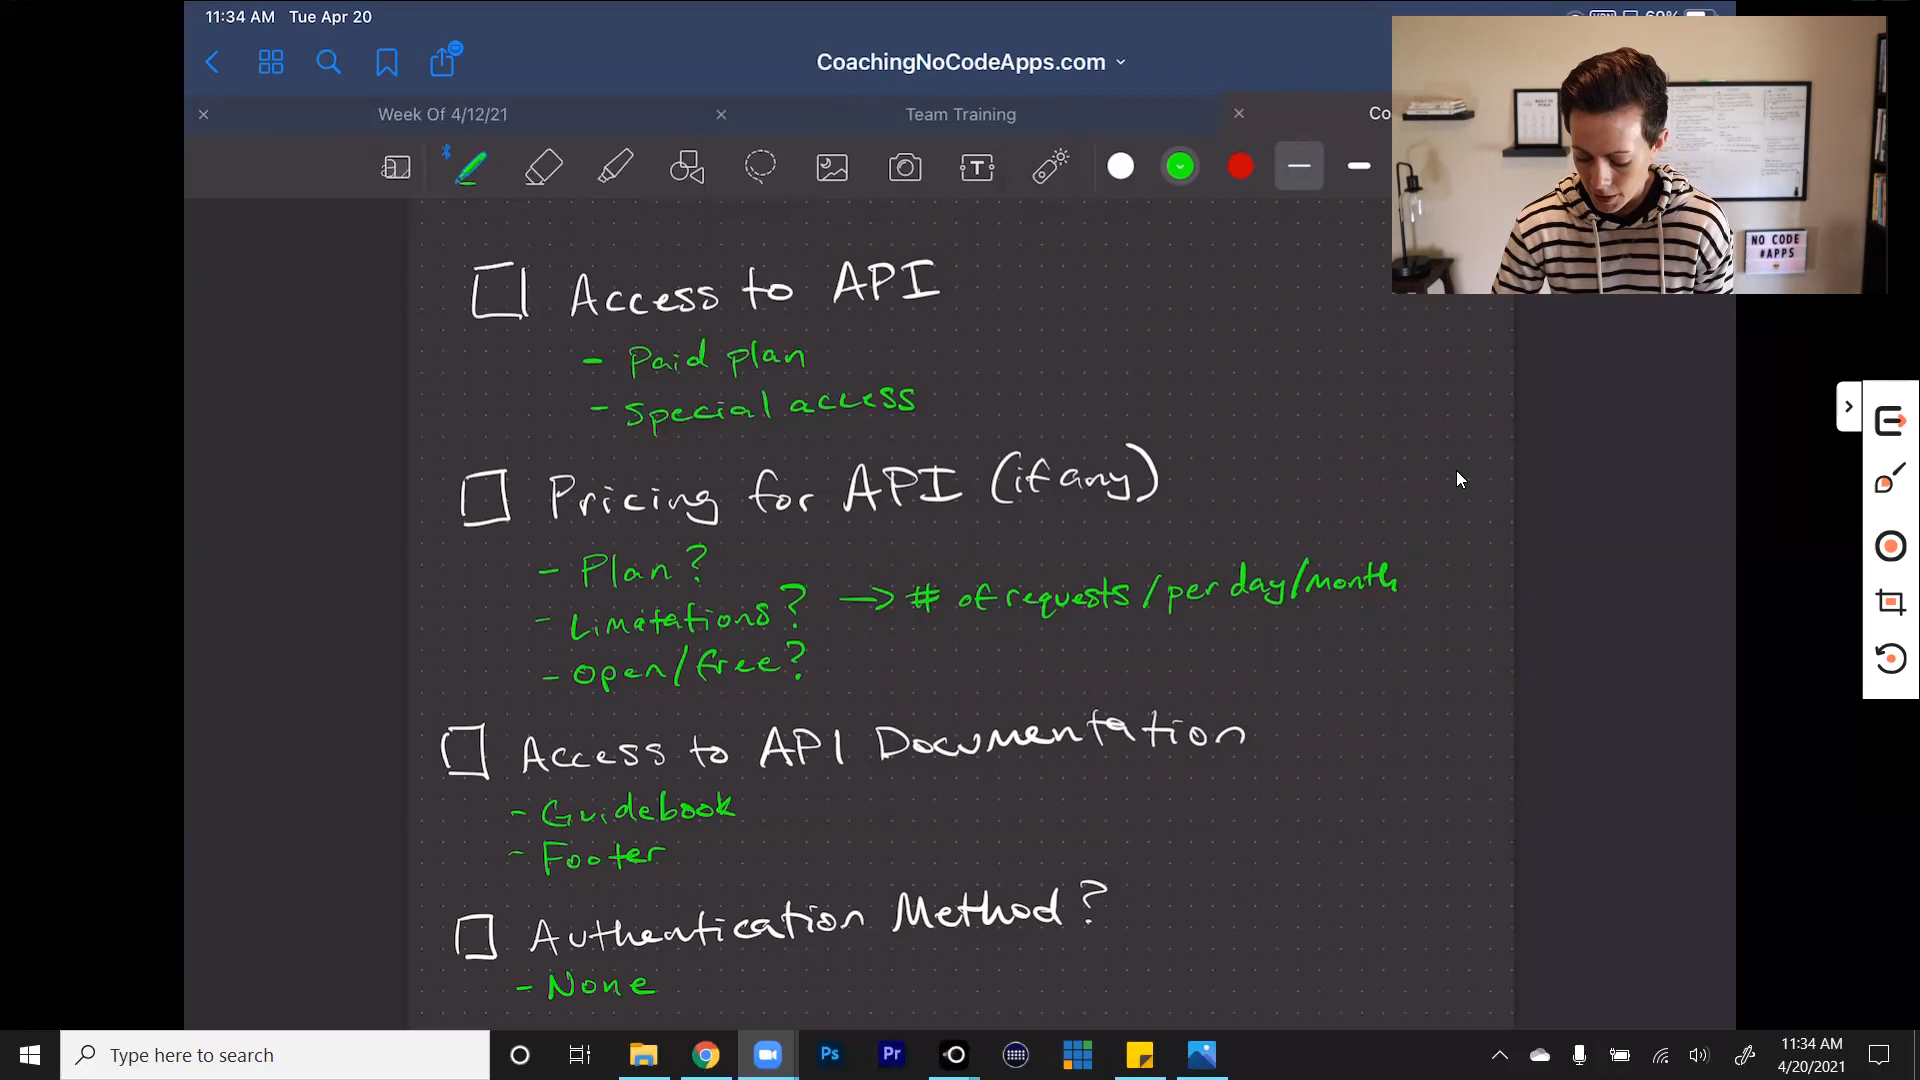 11:34 AM Tue Apr 20
CoachingNoCodeApps.com
Week Of 4/12/21
Team Training
Co
T
NO CODE
#APPS
Access to API
- Paid plan
- Special access
Pricing for API (if any)
- Plan?
- Limatations? → # of requests/per day/month
- Open/free?
Access to API Documentation
- Guidebook
- Footer
Authentication Method?
- None
Type here to search
Ps
Pr
11:34 AM
4/20/2021